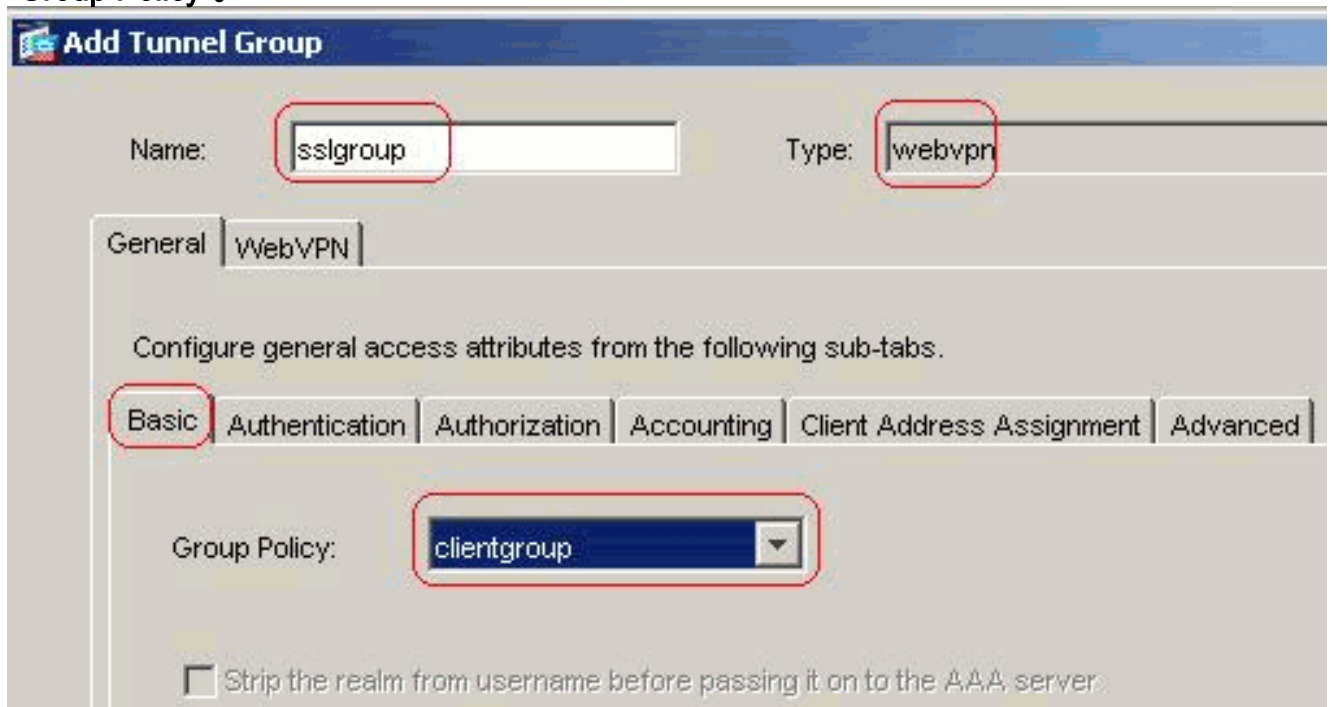 Add Tunnel Group
Name: sslgroup Type: webvpn
General WebVPN
Configure general access attributes from the following sub-tabs.
Basic Authentication Authorization Accounting Client Address Assignment Advanced
Group Policy: clientgroup
Strip the realm from username before passing it on to the AAA server